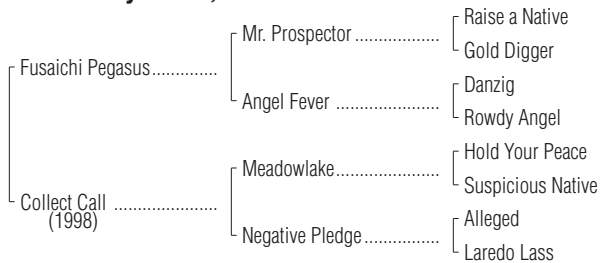 Raise a Native
Mr. Prospector ..................
Gold Digger
Fusaichi Pegasus..............
Danzig
Angel Fever ......................
Rowdy Angel
Hold Your Peace
Meadowlake......................
Suspicious Native
Collect Call ......................
(1998)
Alleged
Negative Pledge................
Laredo Lass